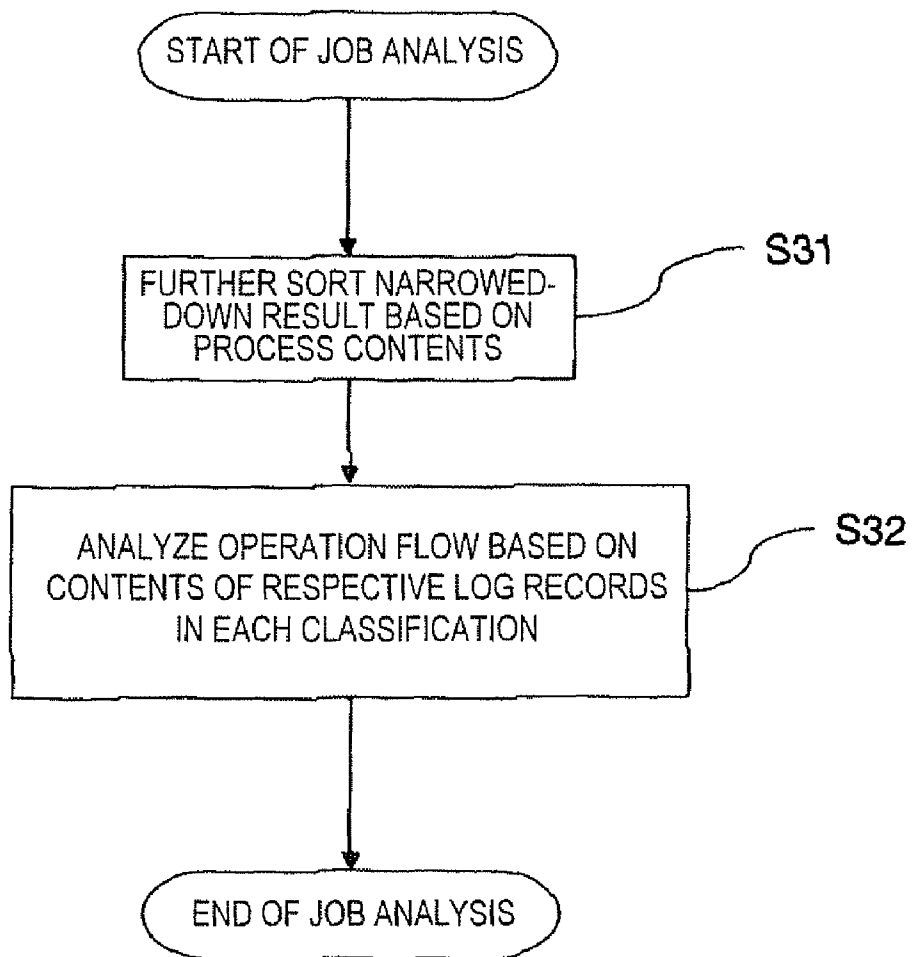 START OF JOB ANALYSIS
S31
FURTHER SORT NARROWED-
DOWN RESULT BASED ON
PROCESS CONTENTS
S32
ANALYZE OPERATION FLOW BASED ON
CONTENTS OF RESPECTIVE LOG RECORDS
IN EACH CLASSIFICATION
END OF JOB ANALYSIS